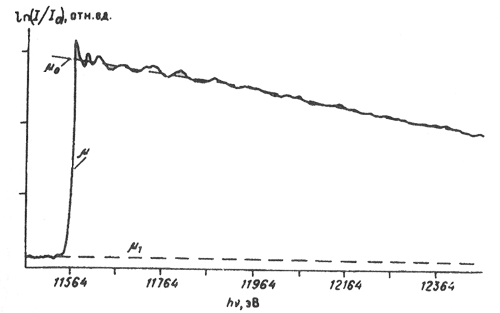 ln(I/I₀), отн. ед.
μ₀
μ
μ₁
11564 11764 11964 12164 12364
hν, эВ